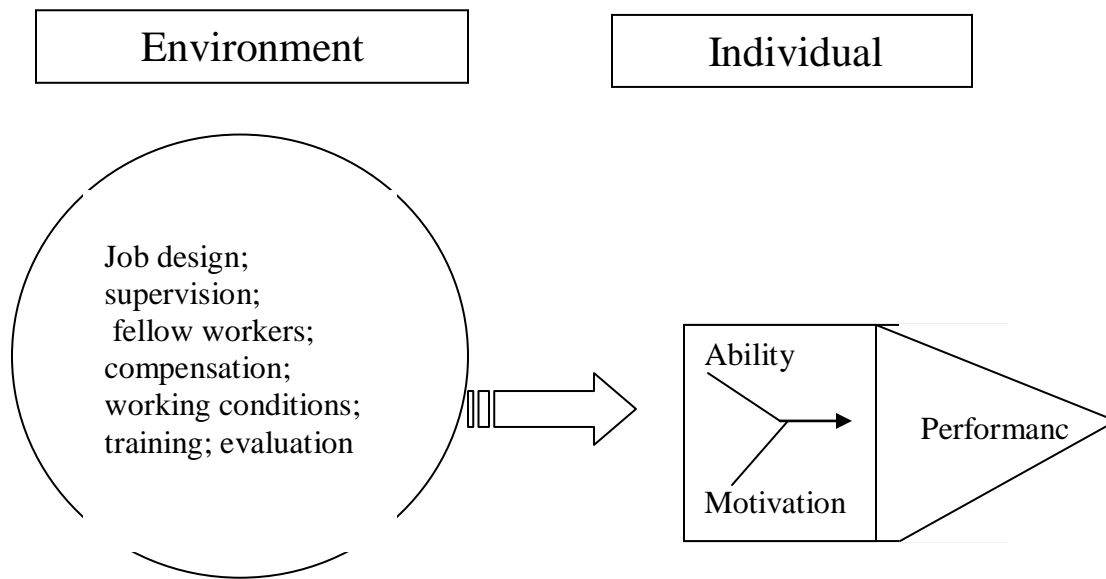 Environment
Individual
Job design;
supervision;
fellow workers;
compensation;
working conditions;
training; evaluation
Ability
Motivation
Performanc